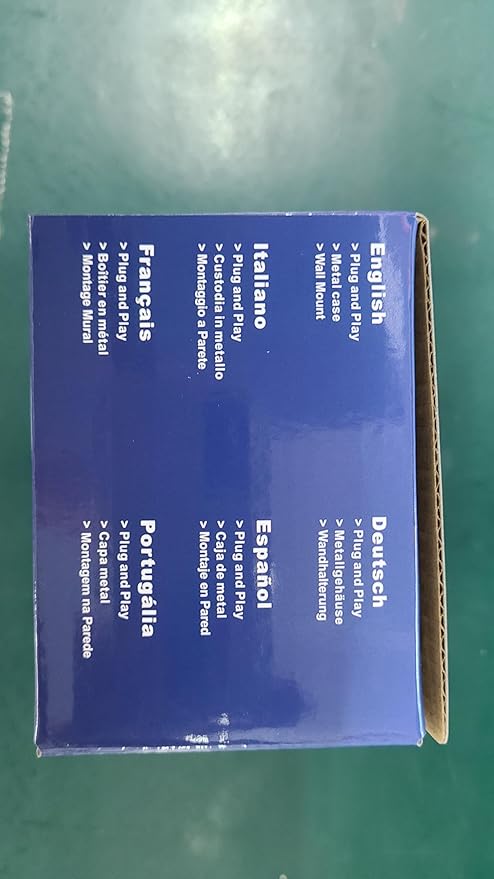 English
> Plug and Play
> Metal case
> Wall Mount
Deutsch
> Plug and Play
> Metallgehäuse
> Wandhalterung
Italiano
> Plug and Play
> Custodia in metallo
> Montaggio a Parete
Español
> Plug and Play
> Caja de metal
> Montaje en Pared
Français
> Plug and Play
> Boîtier en métal
> Montage Mural
Portugália
> Plug and Play
> Capa metal
> Montagem na Parede